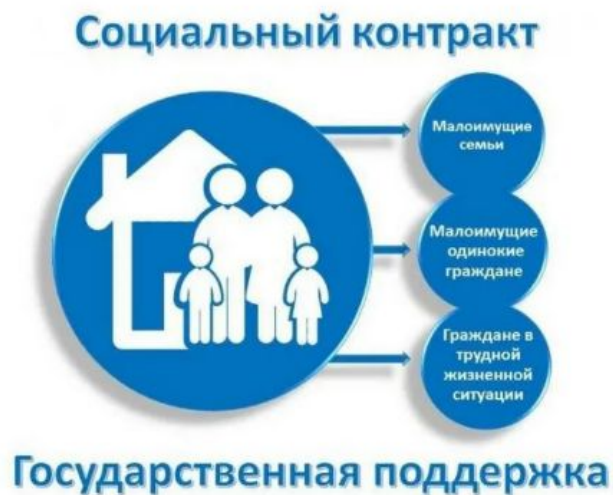 Социальный контракт
Малоимущие
семьи
Малоимущие
одинокие
граждане
Граждане в
трудной
жизненной
ситуации
Государственная поддержка